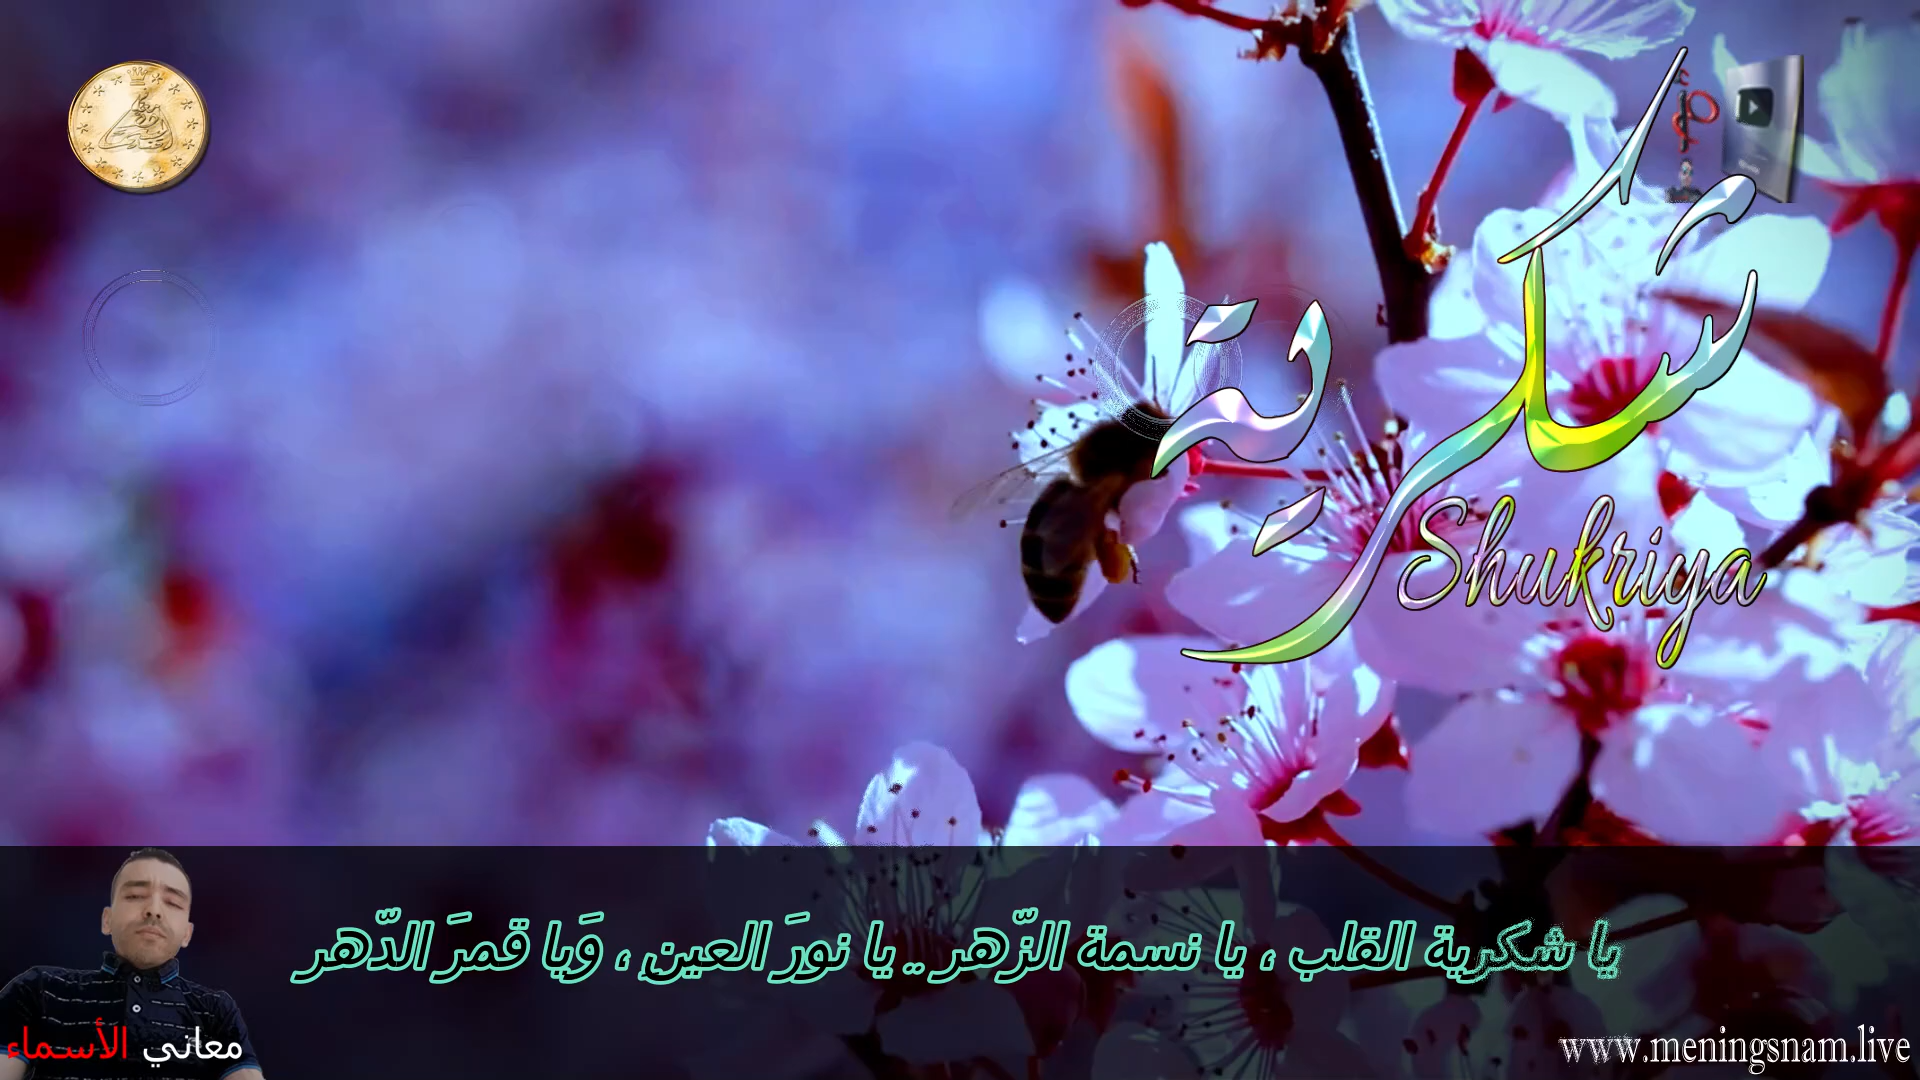 شكرية
Shukriya
يا شكرية القلب ، يا نسمة الزّهر .. يا نورَ العينِ ، وَيا قمرَ الدّهر
معاني الأسماء
www.meningsnam.live